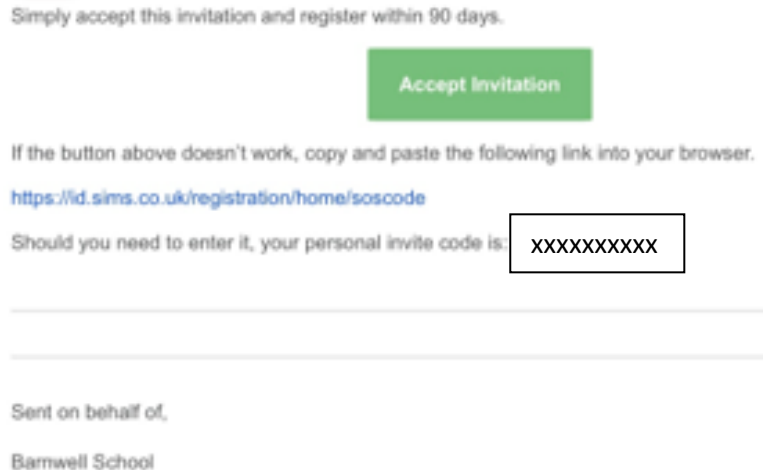 Simply accept this invitation and register within 90 days.
Accept Invitation
If the button above doesn't work, copy and paste the following link into your browser.
https://id.sims.co.uk/registration/home/soscode
Should you need to enter it, your personal invite code is: xxxxxxxxxx
Sent on behalf of,
Barnwell School